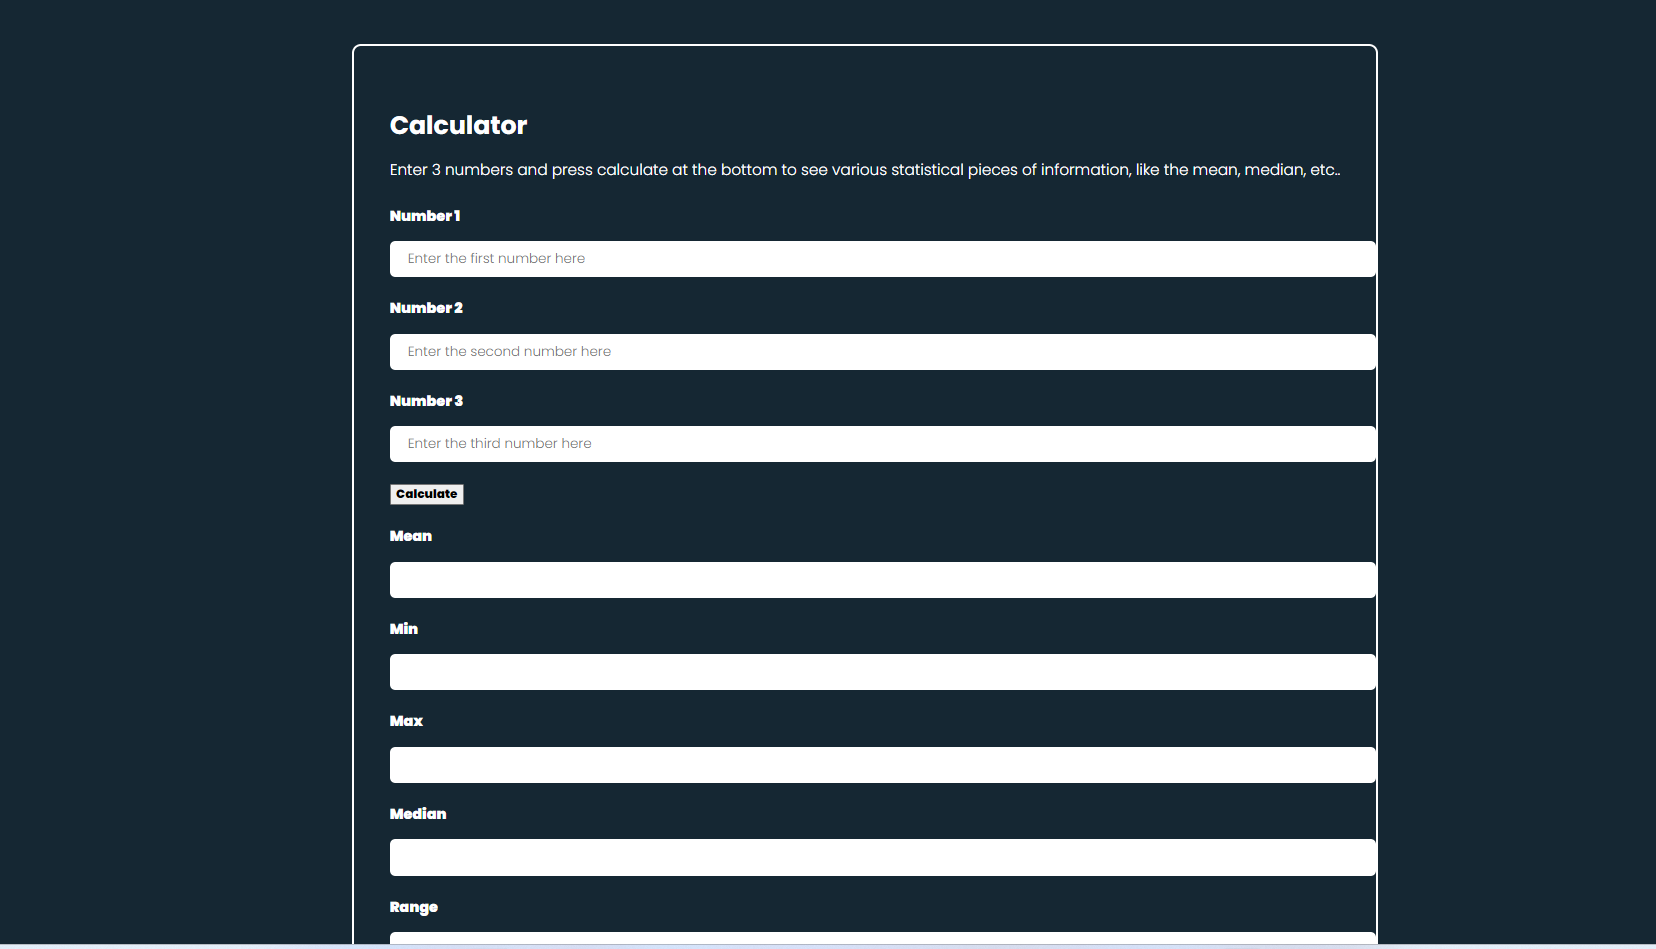 Calculator
Enter 3 numbers and press calculate at the bottom to see various statistical pieces of information, like the mean, median, etc..
Number 1
Enter the first number here
Number 2
Enter the second number here
Number 3
Enter the third number here
Calculate
Mean
Min
Max
Median
Range